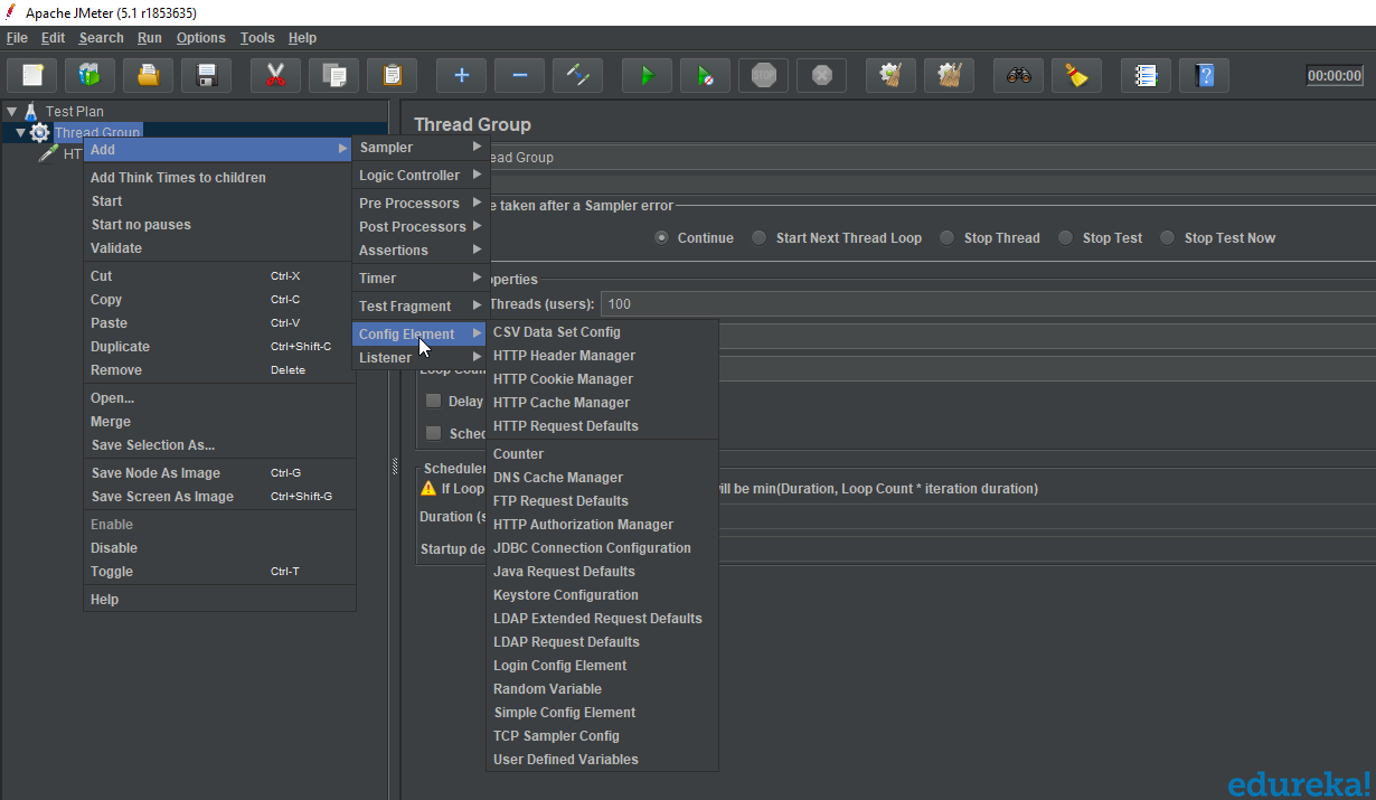 Apache JMeter (5.1 r1853635)
File Edit Search Run Options Tools Help
STOP
00:00:00
Test Plan
Thread Group
HT
Add
Add Think Times to children
Start
Start no pauses
Validate
Cut Ctrl-X
Copy Ctrl-C
Paste Ctrl-V
Duplicate Ctrl+Shift-C
Remove Delete
Open...
Merge
Save Selection As...
Save Node As Image Ctrl-G
Save Screen As Image Ctrl+Shift-G
Enable
Disable
Toggle Ctrl-T
Help
Sampler
Logic Controller
Pre Processors
Post Processors
Assertions
Timer
Test Fragment
Config Element
Listener
CSV Data Set Config
HTTP Header Manager
HTTP Cookie Manager
HTTP Cache Manager
HTTP Request Defaults
Counter
DNS Cache Manager
FTP Request Defaults
HTTP Authorization Manager
JDBC Connection Configuration
Java Request Defaults
Keystore Configuration
LDAP Extended Request Defaults
LDAP Request Defaults
Login Config Element
Random Variable
Simple Config Element
TCP Sampler Config
User Defined Variables
Thread Group
ead Group
e taken after a Sampler error
Continue Start Next Thread Loop Stop Thread Stop Test Stop Test Now
operties
Threads (users): 100
Loop Coun
Delay
Sched
Scheduler
If Loop ill be min(Duration, Loop Count * iteration duration)
Duration (s
Startup de
edureka!